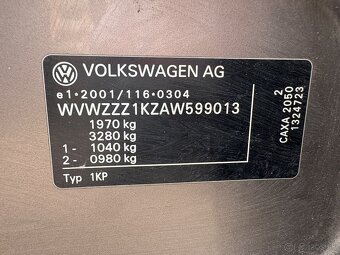 VOLKSWAGEN AG
e1*2001/116*0304
WVWZZZ1KZAW599013
1970 kg
3280 kg
1- 1040 kg
2- 0980 kg
Typ 1KP
2
CAXA 2050
1324723